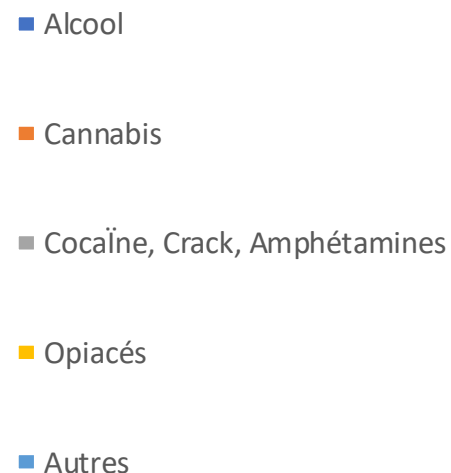 Alcool
Cannabis
CocaÏne, Crack, Amphétamines
Opiacés
Autres